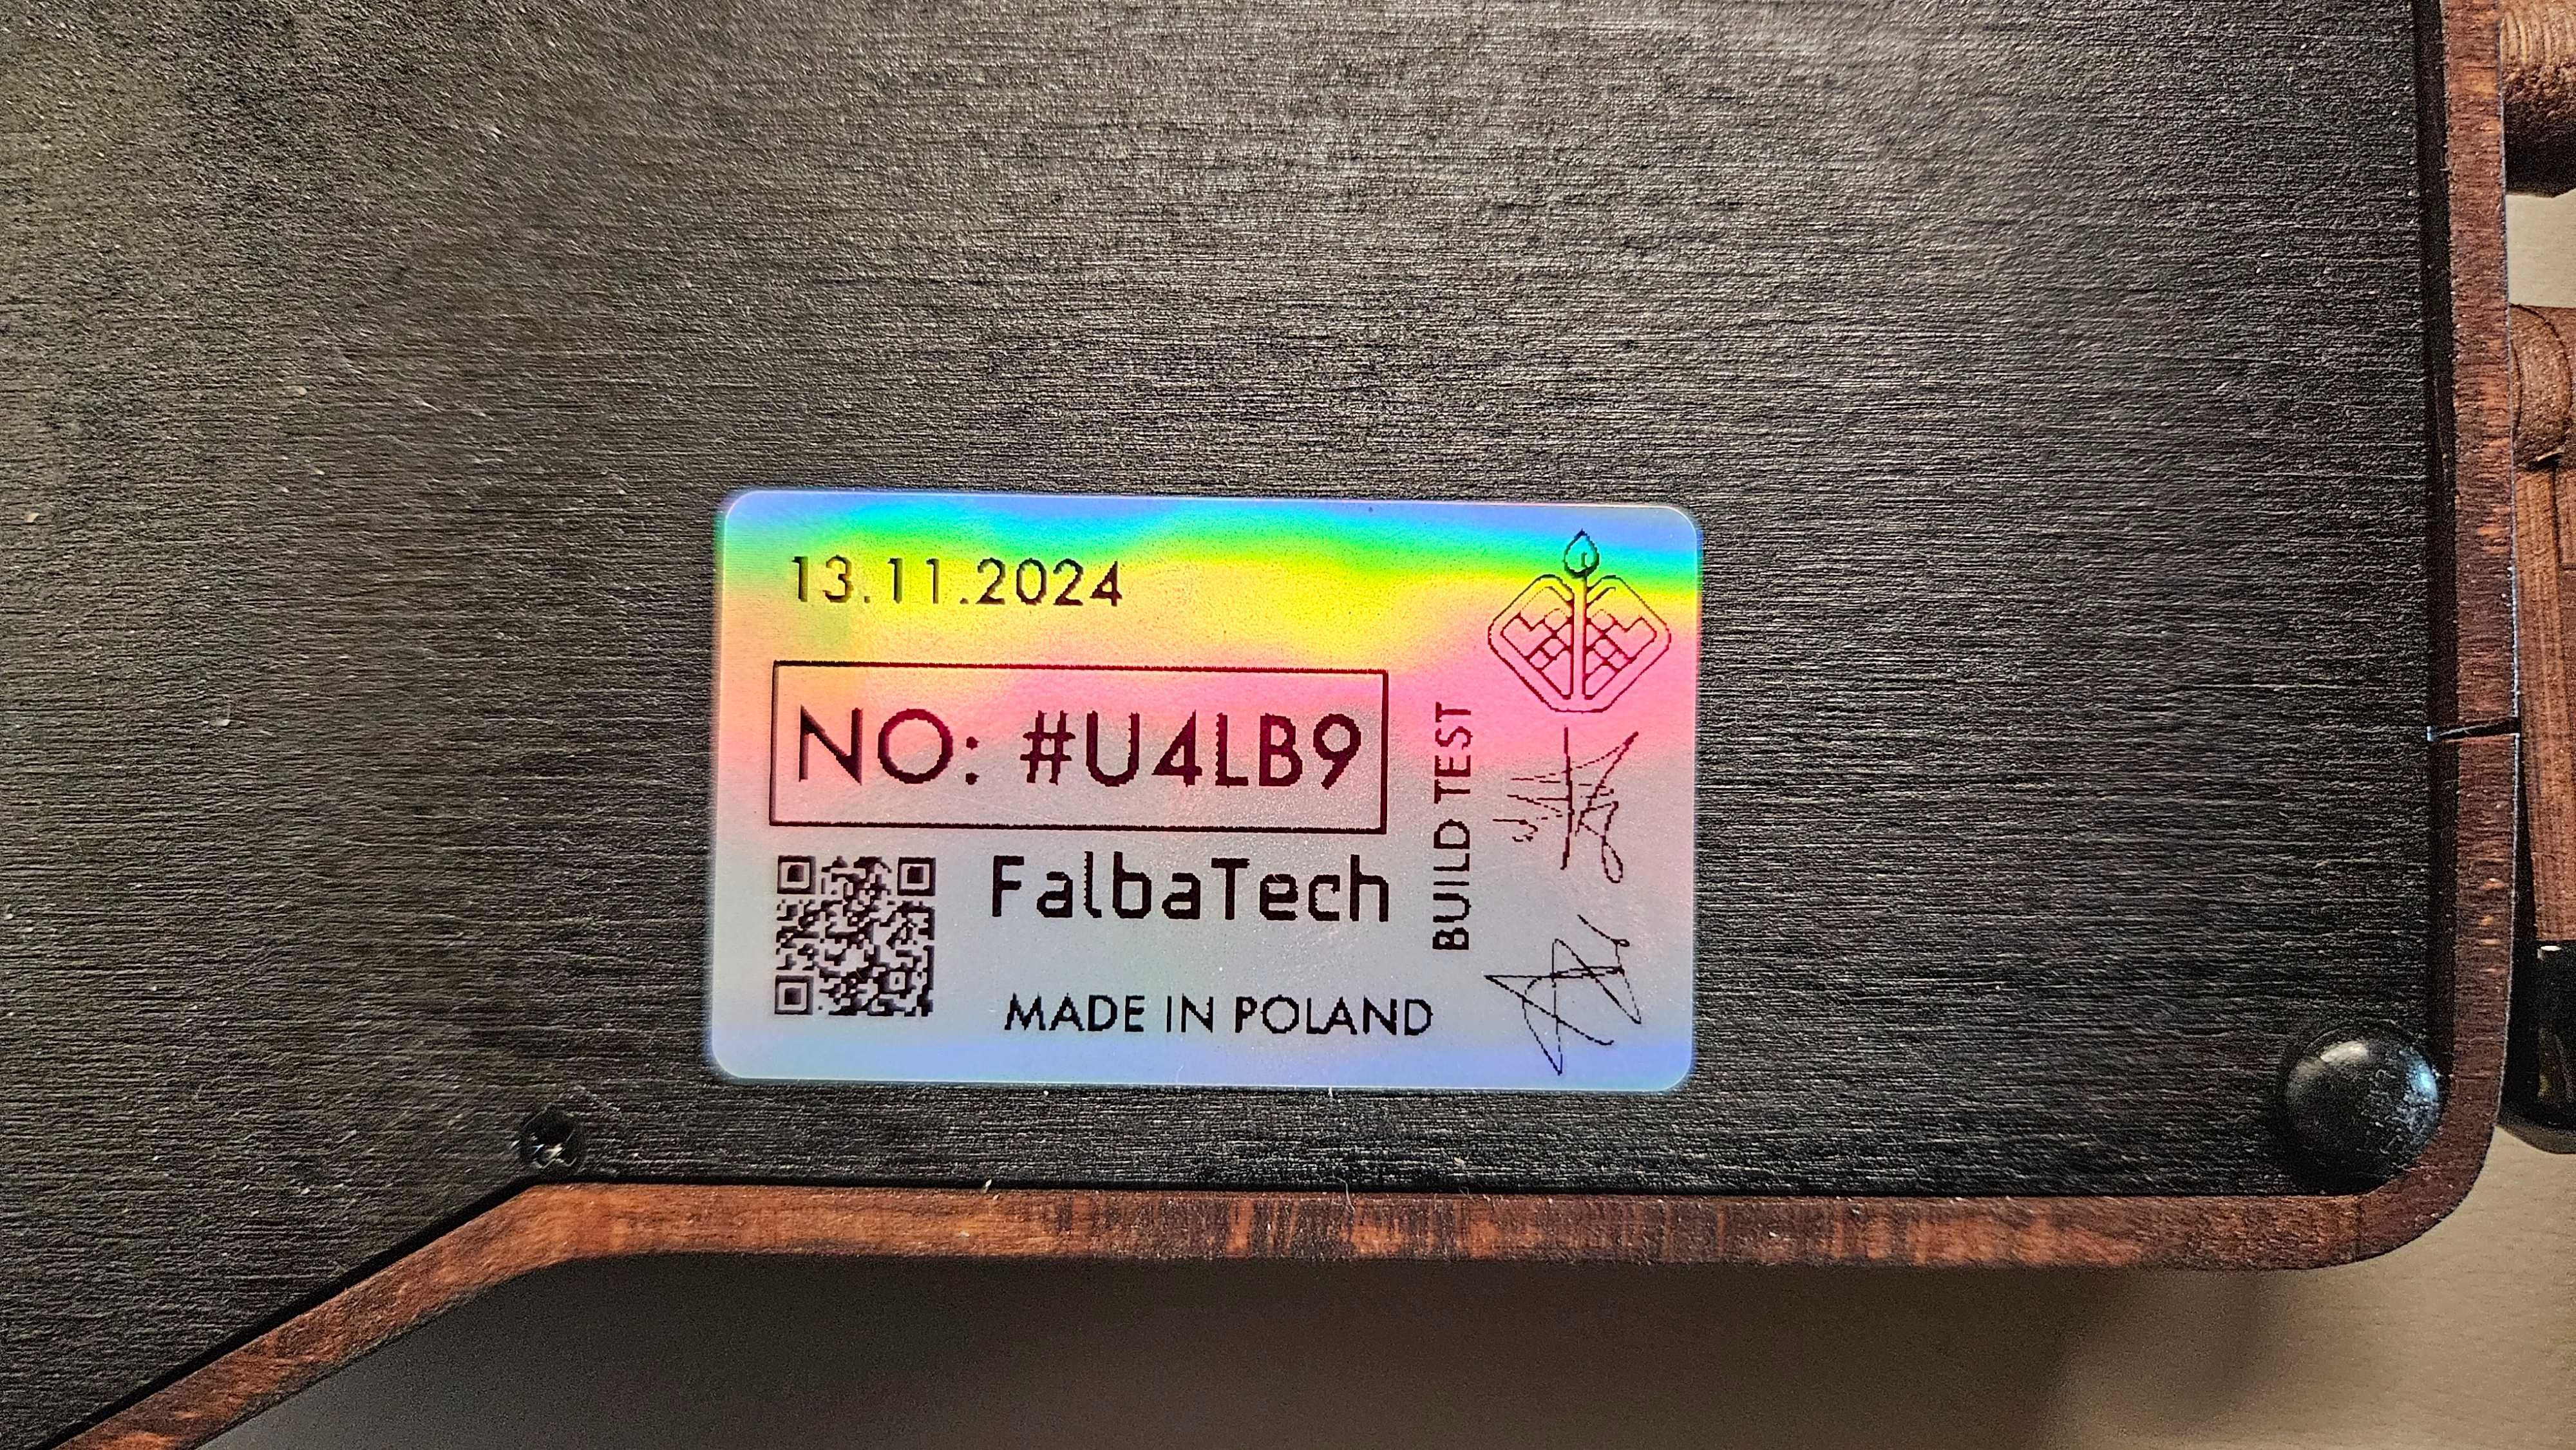 13.11.2024
NO: #U4LB9
FalbaTech
MADE IN POLAND
BUILD TEST